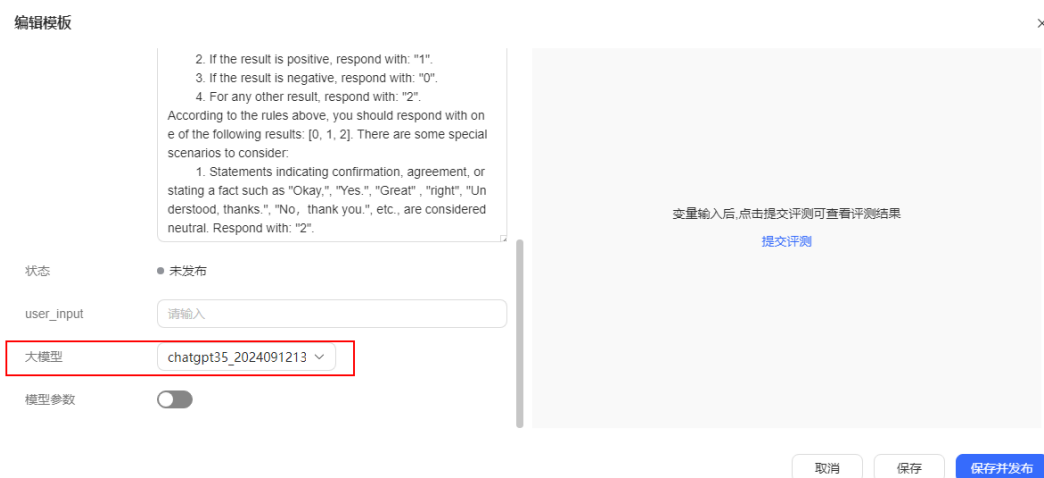 编辑模板
2. If the result is positive, respond with: "1".
3. If the result is negative, respond with: "0".
4. For any other result, respond with: "2".
According to the rules above, you should respond with on
e of the following results: [0, 1, 2]. There are some special
scenarios to consider:
1. Statements indicating confirmation, agreement, or
stating a fact such as "Okay,", "Yes.", "Great" , "right", "Un
derstood, thanks.", "No，thank you.", etc., are considered
neutral. Respond with: "2".
变量输入后,点击提交评测可查看评测结果
提交评测
状态
未发布
user_input
请输入
大模型
chatgpt35_2024091213
模型参数
取消
保存
保存并发布